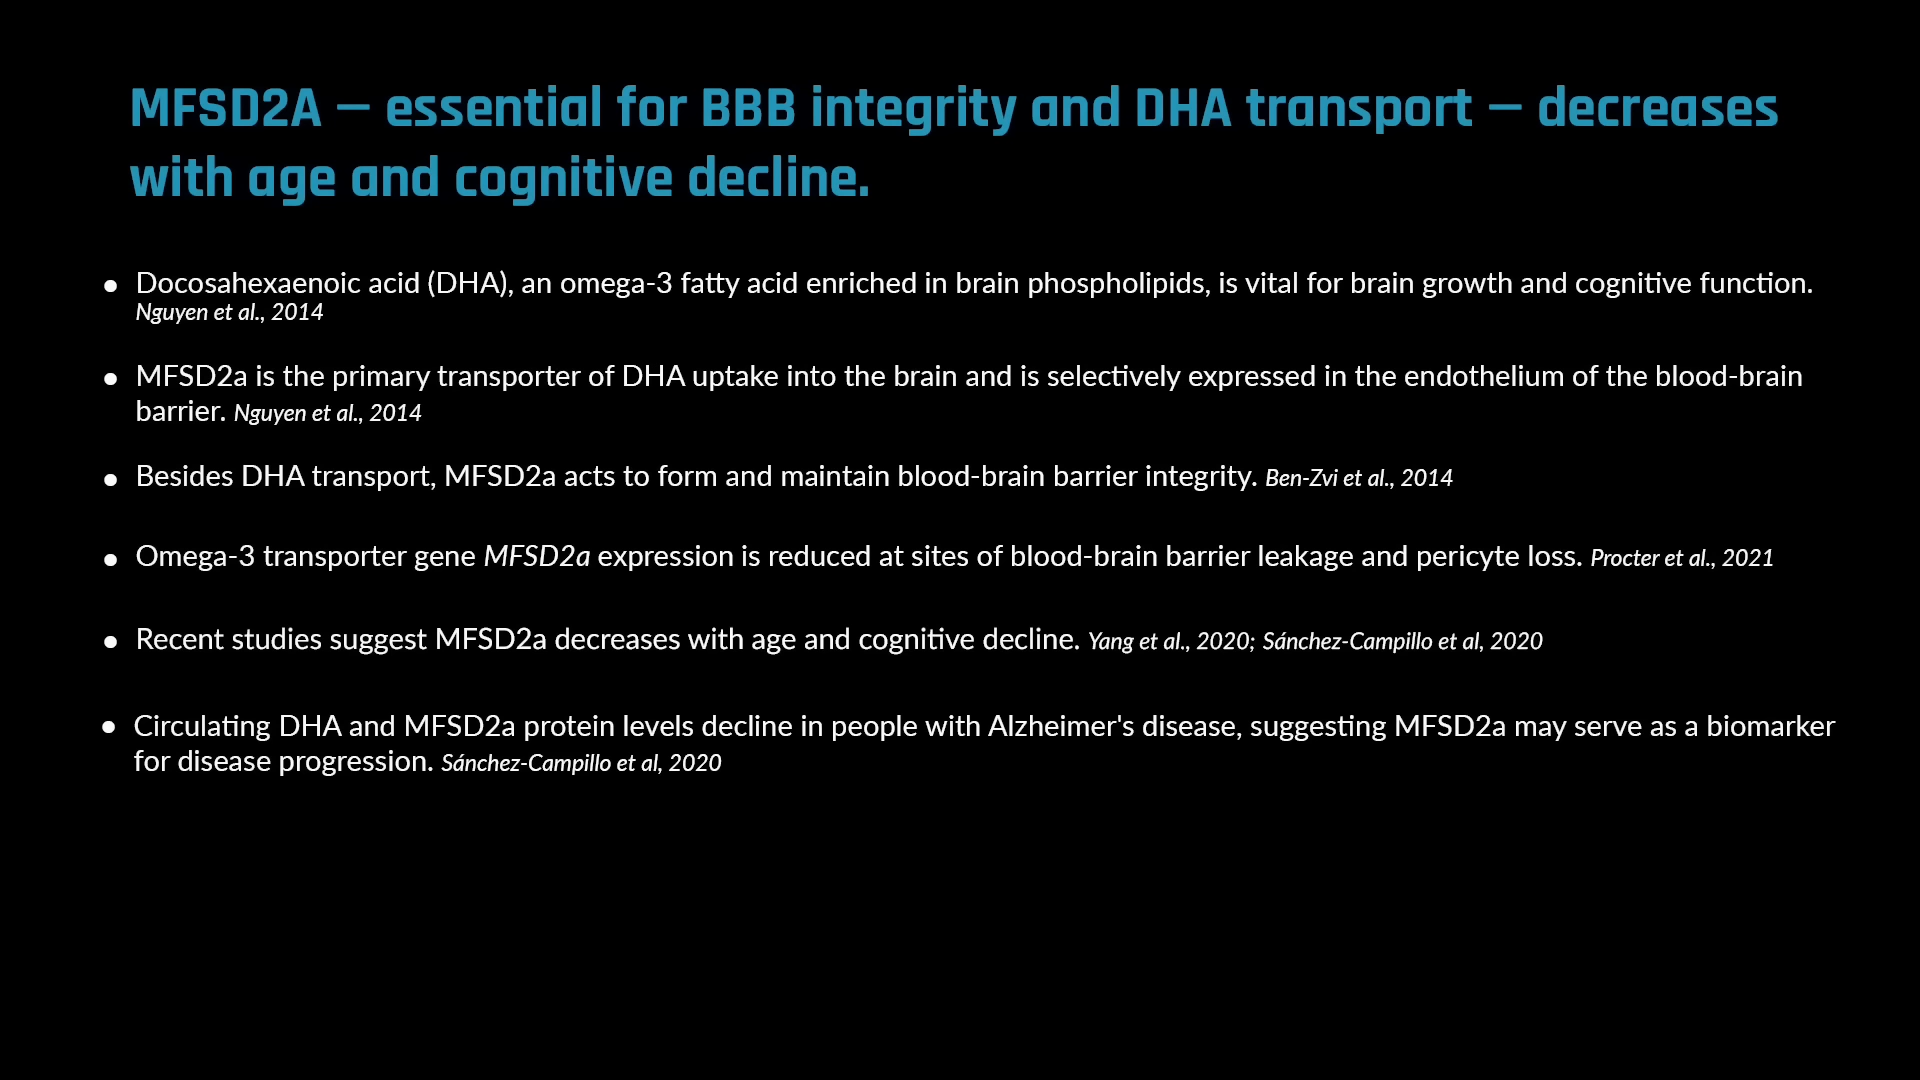 MFSD2A – essential for BBB integrity and DHA transport – decreases
with age and cognitive decline.
• Docosahexaenoic acid (DHA), an omega-3 fatty acid enriched in brain phospholipids, is vital for brain growth and cognitive function.
Nguyen et al., 2014
• MFSD2a is the primary transporter of DHA uptake into the brain and is selectively expressed in the endothelium of the blood-brain
barrier. Nguyen et al., 2014
• Besides DHA transport, MFSD2a acts to form and maintain blood-brain barrier integrity. Ben-Zvi et al., 2014
• Omega-3 transporter gene MFSD2a expression is reduced at sites of blood-brain barrier leakage and pericyte loss. Procter et al., 2021
• Recent studies suggest MFSD2a decreases with age and cognitive decline. Yang et al., 2020; Sánchez-Campillo et al, 2020
• Circulating DHA and MFSD2a protein levels decline in people with Alzheimer's disease, suggesting MFSD2a may serve as a biomarker
for disease progression. Sánchez-Campillo et al, 2020